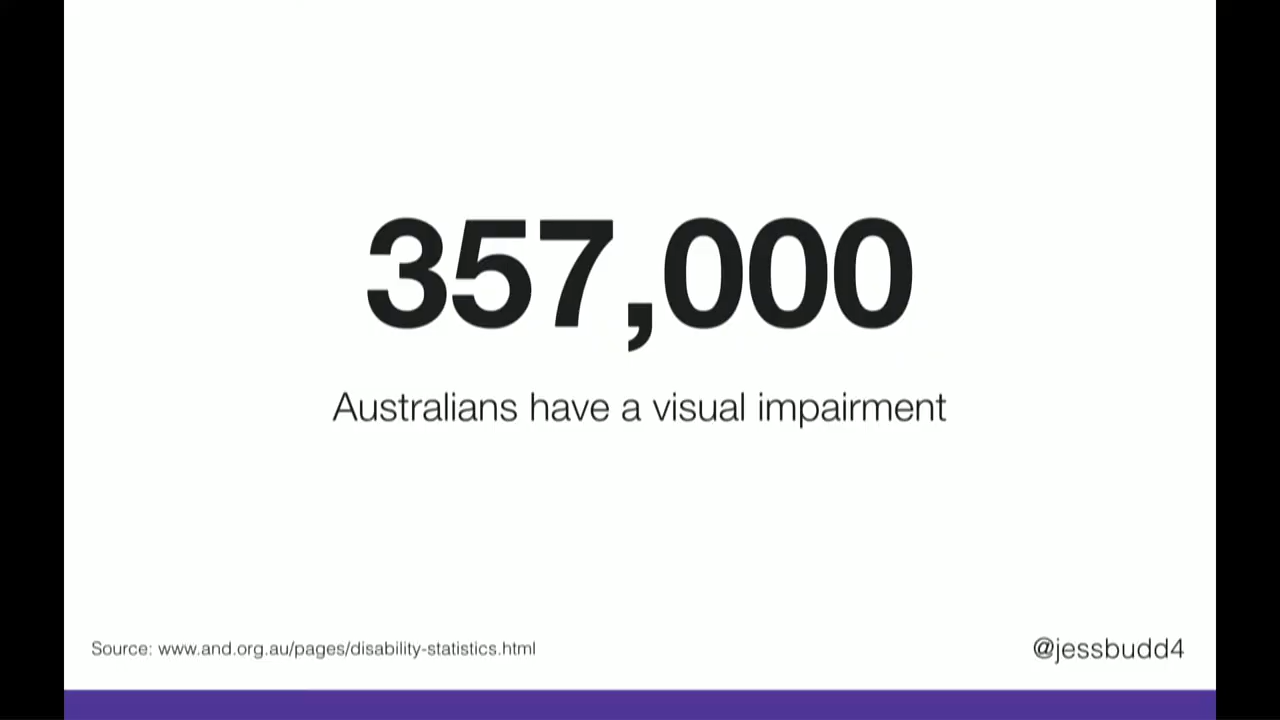 357,000
Australians have a visual impairment
Source: www.and.org.au/pages/disability-statistics.html
@jessbudd4